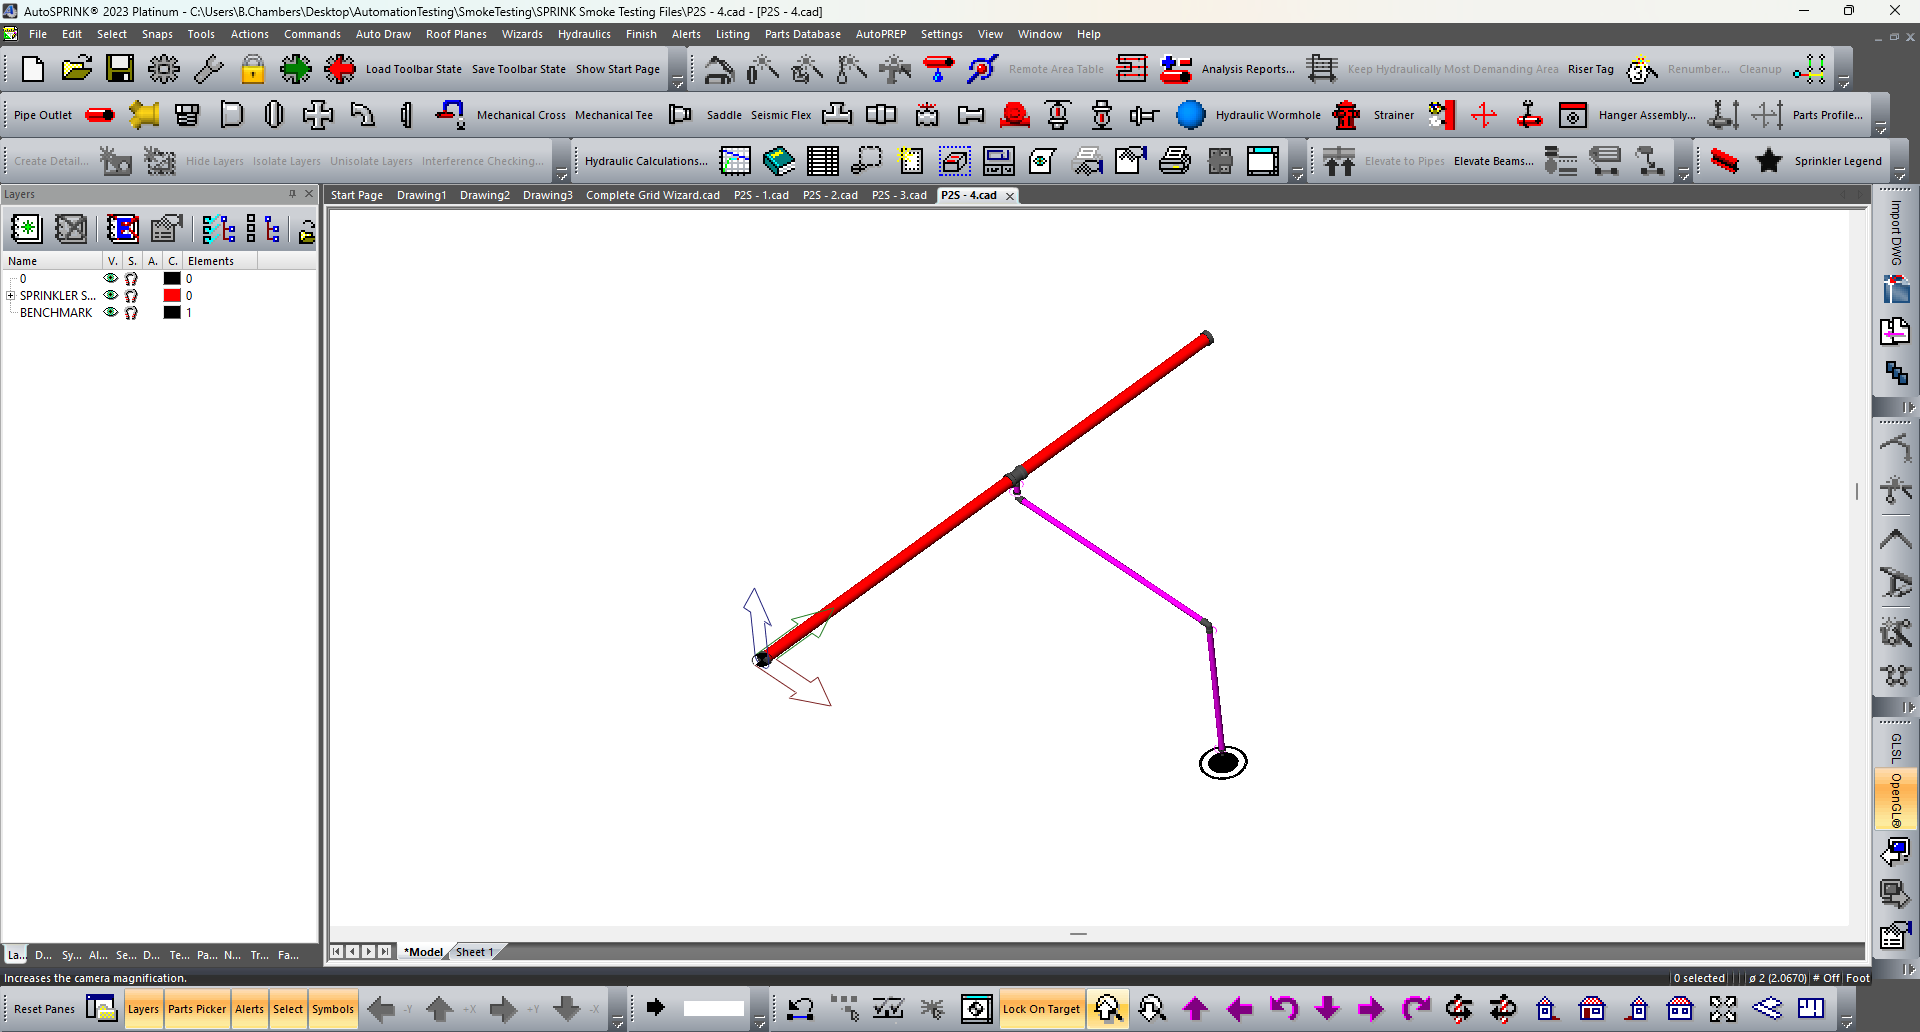 AutoSPRINK® 2023 Platinum - C:\Users\B.Chambers\Desktop\AutomationTesting\SmokeTesting\SPRINK Smoke Testing Files\P2S - 4.cad - [P2S - 4.cad]
File Edit Select Snaps Tools Actions Commands Auto Draw Roof Planes Wizards Hydraulics Finish Alerts Listing Parts Database AutoPREP Settings View Window Help
Load Toolbar State Save Toolbar State Show Start Page Remote Area Table Analysis Reports... Keep Hydraulically Most Demanding Area Riser Tag Renumber... Cleanup
Pipe Outlet Mechanical Cross Mechanical Tee Saddle Seismic Flex Hydraulic Wormhole Strainer Hanger Assembly... Parts Profile...
Create Detail... Hide Layers Isolate Layers Unisolate Layers Interference Checking... Hydraulic Calculations... Elevate to Pipes Elevate Beams... Sprinkler Legend
Layers
Start Page Drawing1 Drawing2 Drawing3 Complete Grid Wizard.cad P2S - 1.cad P2S - 2.cad P2S - 3.cad P2S - 4.cad
Import DWG
Name V. S. A. C. Elements
0 0
SPRINKLER S... 0
BENCHMARK 1
GLSL
OpenGL®
La... D... Sy... Al... Se... D... Te... Pa... N... Tr... Fa...
*Model Sheet 1
Increases the camera magnification.
0 selected ø 2 (2.0670) # Off Foot
Reset Panes Layers Parts Picker Alerts Select Symbols -Y +X +Y -X Lock On Target